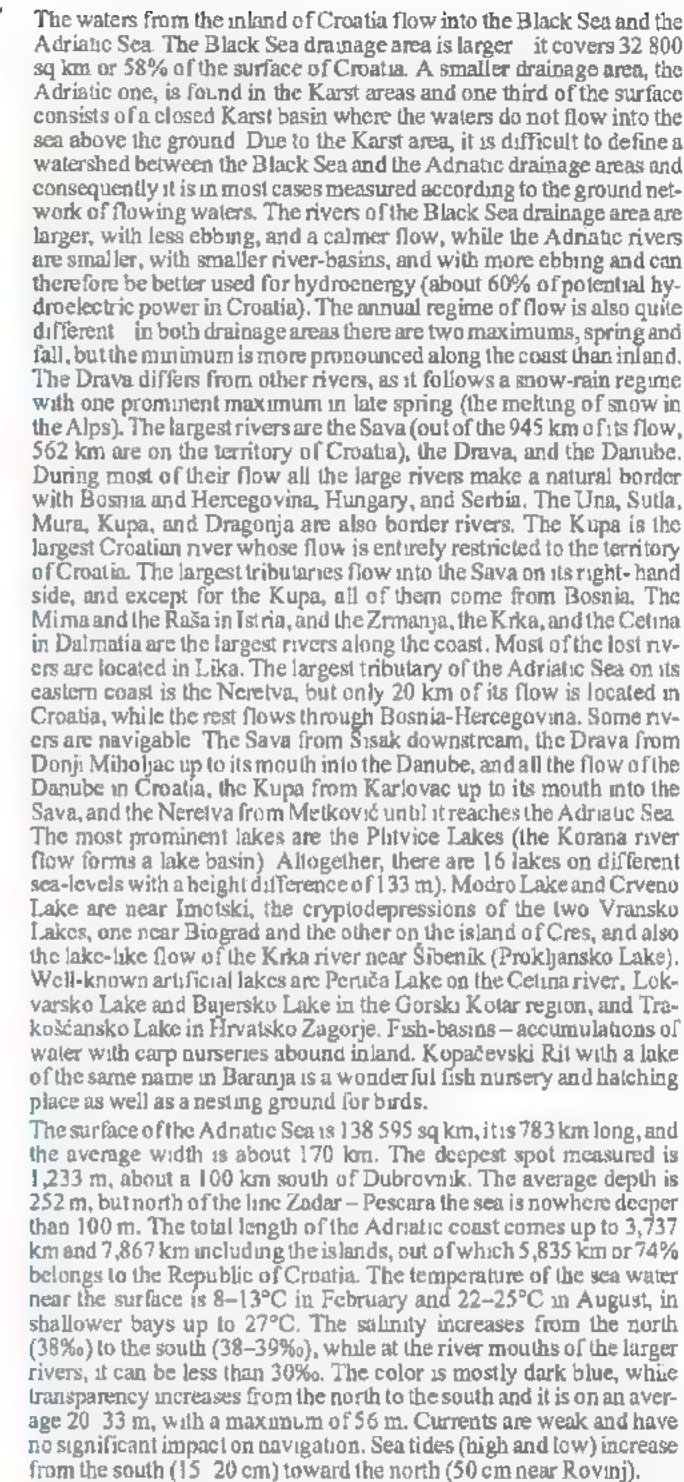 The waters from the inland of Croatia flow into the Black Sea and the
Adriatic Sea. The Black Sea drainage area is larger it covers 32 800
sq km or 58% of the surface of Croatia. A smaller drainage area, the
Adriatic one, is found in the Karst areas and one third of the surface
consists of a closed Karst basin where the waters do not flow into the
sea above the ground Due to the Karst area, it is difficult to define a
watershed between the Black Sea and the Adriatic drainage areas and
consequently it is in most cases measured according to the ground net-
work of flowing waters. The rivers of the Black Sea drainage area are
larger, with less ebbing, and a calmer flow, while the Adriatic rivers
are smaller, with smaller river-basins, and with more ebbing and can
therefore be better used for hydroenergy (about 60% of potential hy-
droelectric power in Croatia). The annual regime of flow is also quite
different in both drainage areas there are two maximums, spring and
fall, but the minimum is more pronounced along the coast than inland.
The Drava differs from other rivers, as it follows a snow-rain regime
with one prominent maximum in late spring (the melting of snow in
the Alps). The largest rivers are the Sava (out of the 945 km of its flow,
562 km are on the territory of Croatia), the Drava, and the Danube.
During most of their flow all the large rivers make a natural border
with Bosnia and Hercegovina, Hungary, and Serbia. The Una, Sutla,
Mura, Kupa, and Dragonja are also border rivers. The Kupa is the
largest Croatian river whose flow is entirely restricted to the territory
of Croatia. The largest tributaries flow into the Sava on its right- hand
side, and except for the Kupa, all of them come from Bosnia. The
Mirna and the Raša in Istria, and the Zrmanja, the Krka, and the Cetina
in Dalmatia are the largest rivers along the coast. Most of the lost riv-
ers are located in Lika. The largest tributary of the Adriatic Sea on its
eastern coast is the Neretva, but only 20 km of its flow is located in
Croatia, while the rest flows through Bosnia-Hercegovina. Some riv-
ers are navigable The Sava from Sisak downstream, the Drava from
Donji Miholjac up to its mouth into the Danube, and all the flow of the
Danube in Croatia, the Kupa from Karlovac up to its mouth into the
Sava, and the Neretva from Metković until it reaches the Adriatic Sea
The most prominent lakes are the Plitvice Lakes (the Korana river
flow forms a lake basin) Altogether, there are 16 lakes on different
sea-levels with a height difference of 133 m). Modro Lake and Crveno
Lake are near Imotski, the cryptodepressions of the two Vransko
Lakes, one near Biograd and the other on the island of Cres, and also
the lake-like flow of the Krka river near Šibenik (Prokljansko Lake).
Well-known artificial lakes are Peruča Lake on the Cetina river, Lok-
varsko Lake and Bajersko Lake in the Gorski Kotar region, and Tra-
košćansko Lake in Hrvatsko Zagorje. Fish-basins – accumulations of
water with carp nurseries abound inland. Kopačevski Rit with a lake
of the same name in Baranja is a wonderful fish nursery and hatching
place as well as a nesting ground for birds.
The surface of the Adriatic Sea is 138 595 sq km, it is 783 km long, and
the average width is about 170 km. The deepest spot measured is
1,233 m, about a 100 km south of Dubrovnik. The average depth is
252 m, but north of the line Zadar – Pescara the sea is nowhere deeper
than 100 m. The total length of the Adriatic coast comes up to 3,737
km and 7,867 km including the islands, out of which 5,835 km or 74%
belongs to the Republic of Croatia. The temperature of the sea water
near the surface is 8–13°C in February and 22–25°C in August, in
shallower bays up to 27°C. The salinity increases from the north
(38‰) to the south (38–39‰), while at the river mouths of the larger
rivers, it can be less than 30‰. The color is mostly dark blue, while
transparency increases from the north to the south and it is on an aver-
age 20 33 m, with a maximum of 56 m. Currents are weak and have
no significant impact on navigation. Sea tides (high and low) increase
from the south (15 20 cm) toward the north (50 cm near Rovinj).